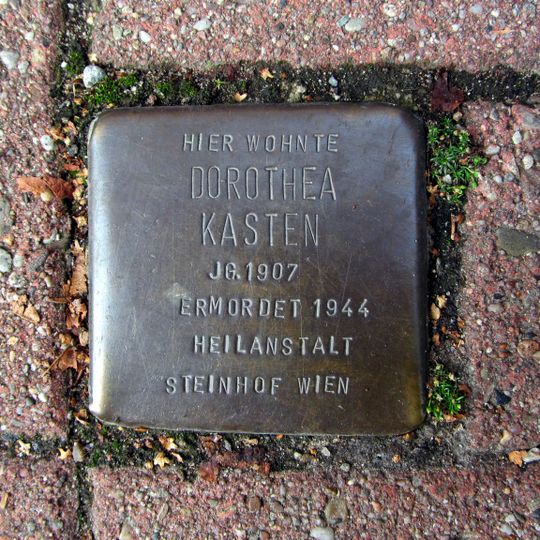 HIER WOHNTE
DOROTHEA
KASTEN
JG.1907
ERMORDET 1944
HEILANSTALT
STEINHOF WIEN